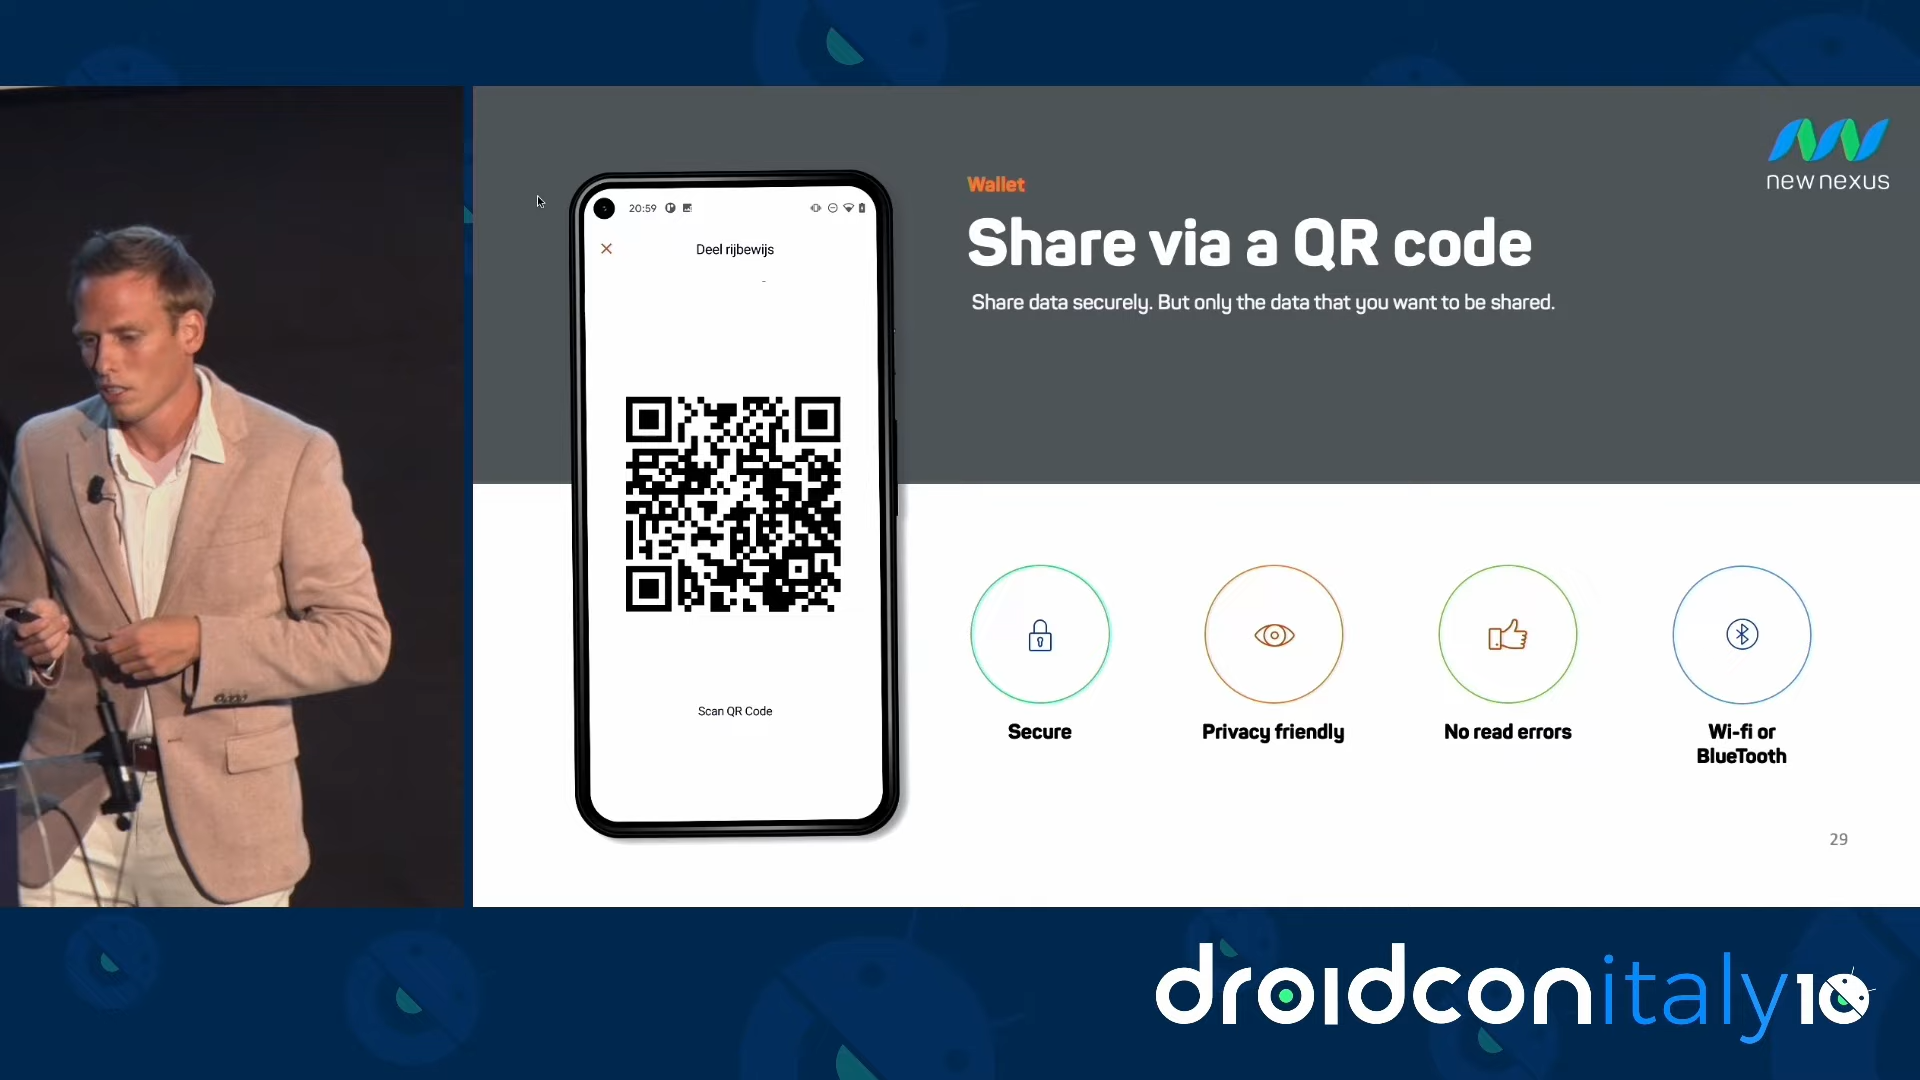 new nexus
Wallet
Share via a QR code
Share data securely. But only the data that you want to be shared.
20:59
Deel rijbewijs
Scan QR Code
Secure
Privacy friendly
No read errors
Wi-fi or
BlueTooth
29
droidconitaly10